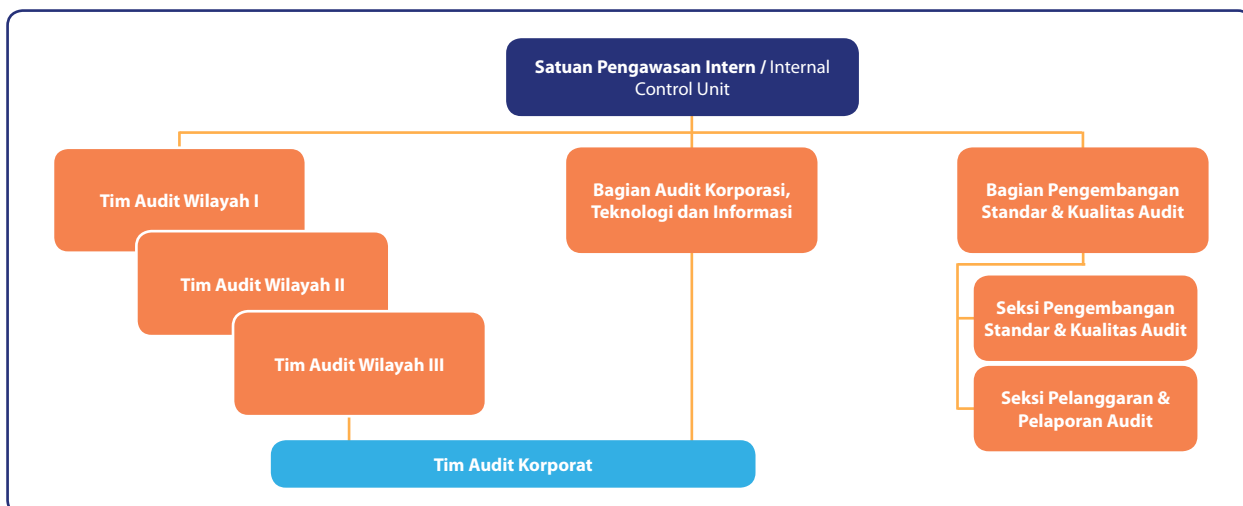 Satuan Pengawasan Intern / Internal
Control Unit
Tim Audit Wilayah I
Tim Audit Wilayah II
Tim Audit Wilayah III
Bagian Audit Korporasi,
Teknologi dan Informasi
Bagian Pengembangan
Standar & Kualitas Audit
Seksi Pengembangan
Standar & Kualitas Audit
Seksi Pelanggaran &
Pelaporan Audit
Tim Audit Korporat